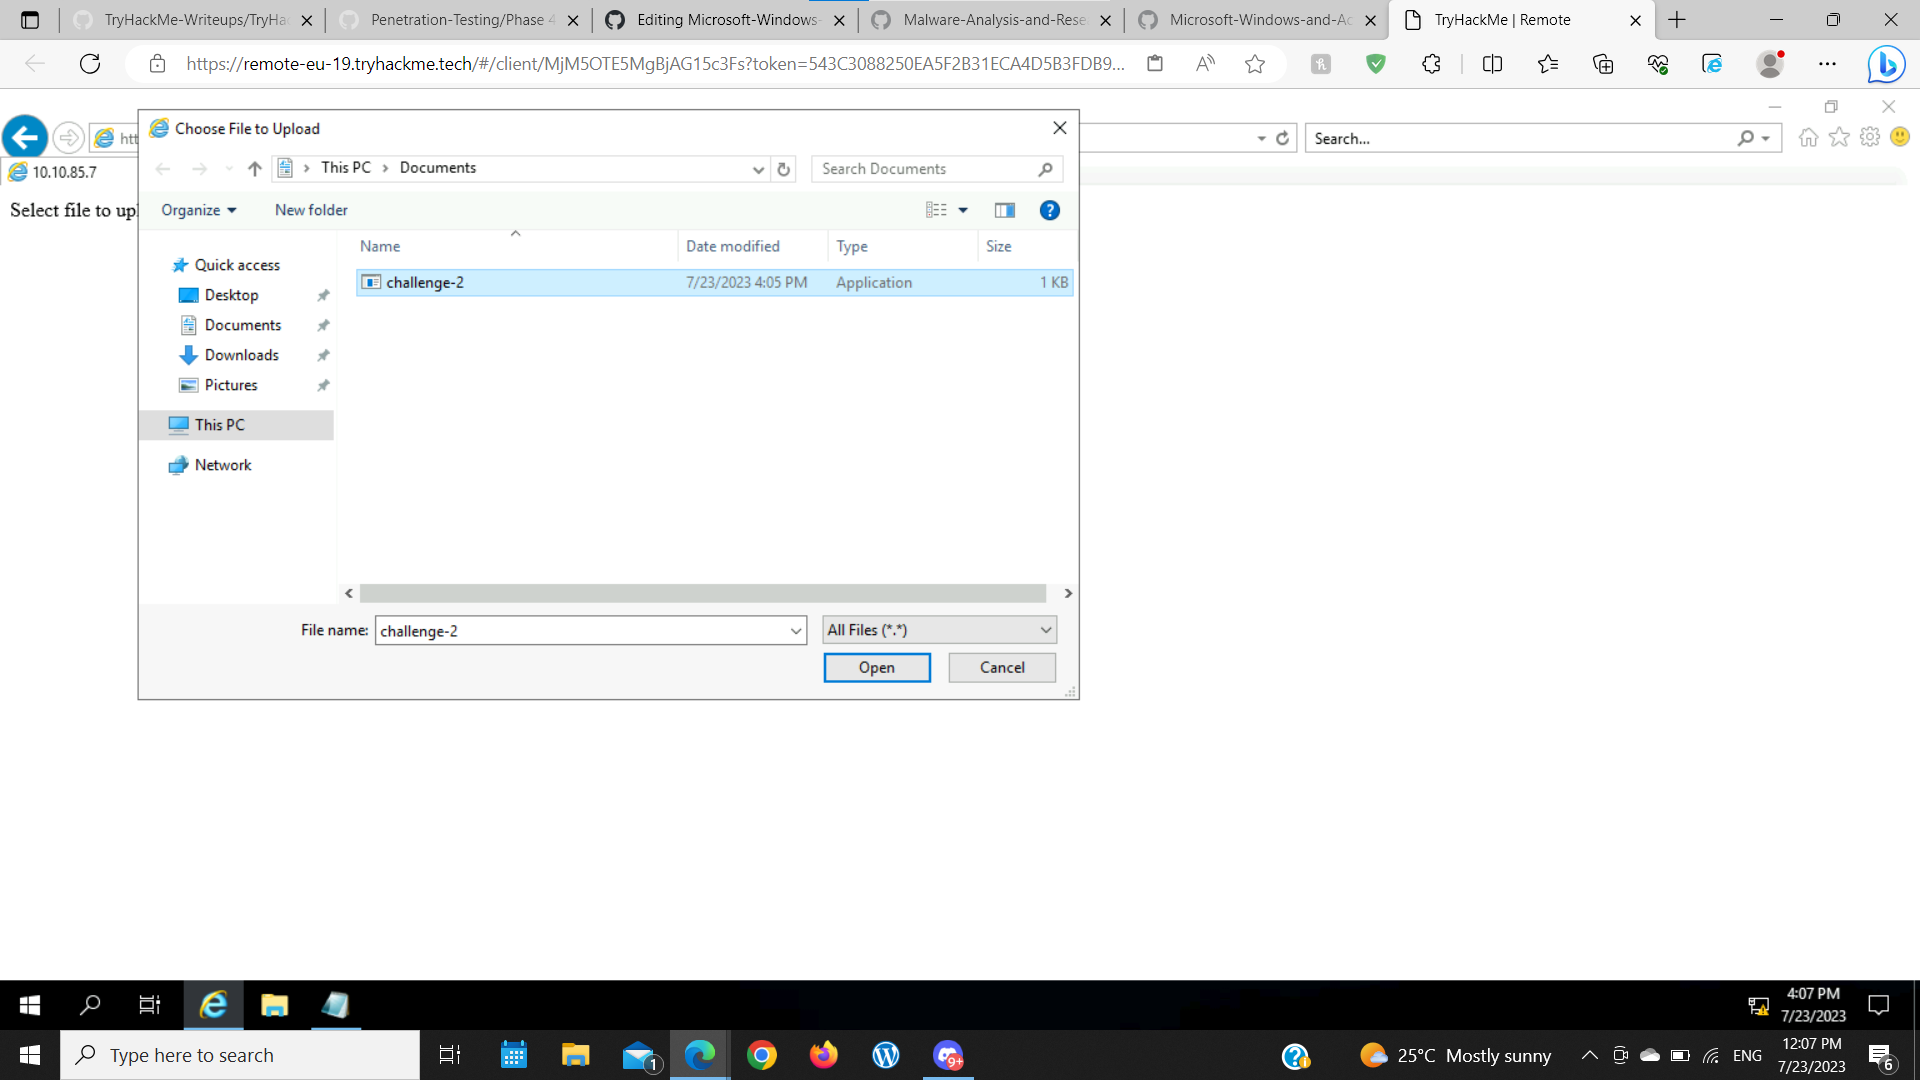 TryHackMe-Writeups/TryHa
Penetration-Testing/Phase 4
Editing Microsoft-Windows-
Malware-Analysis-and-Rese
Microsoft-Windows-and-Ac
TryHackMe | Remote
https://remote-eu-19.tryhackme.tech/#/client/MjM5OTE5MgBjAG15c3Fs?token=543C3088250EA5F2B31ECA4D5B3FDB9...
Choose File to Upload
htt
Search...
This PC > Documents
Search Documents
10.10.85.7
Select file to upl
Organize
New folder
Name
Date modified
Type
Size
challenge-2
7/23/2023 4:05 PM
Application
1 KB
Quick access
Desktop
Documents
Downloads
Pictures
This PC
Network
File name:
challenge-2
All Files (*.*)
Open
Cancel
4:07 PM
7/23/2023
Type here to search
1
9+
25°C Mostly sunny
ENG
12:07 PM
7/23/2023
6